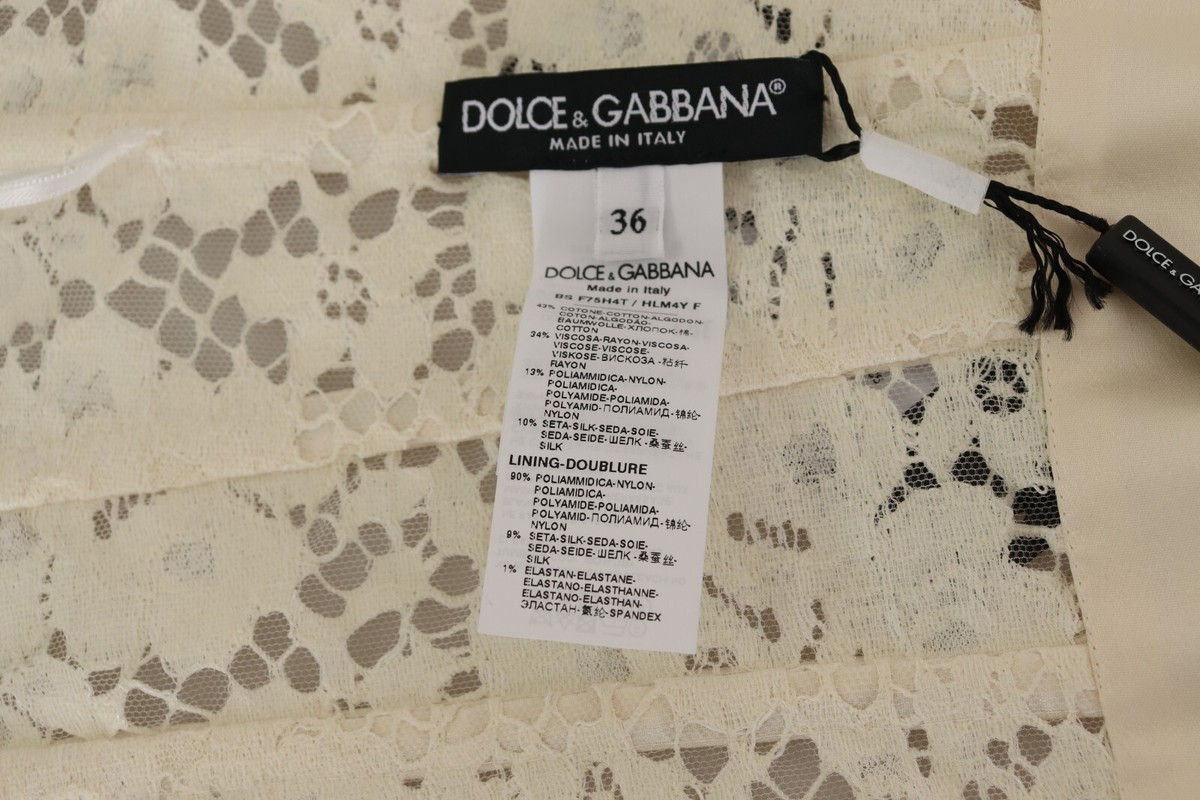 DOLCE & GABBANA®
MADE IN ITALY
36
DOLCE & GABBANA
Made in Italy
BS F75H4T / HLM4Y F
43% COTONE-COTTON-ALGODON-
COTON-ALGODÃO-
BAUMWOLLE-ХЛОПОК-棉-
COTTON
34% VISCOSA-RAYON-VISCOSA-
VISCOSE-VISCOSE-
VISKOSE-ВИСКОЗА-粘纤-
RAYON
13% POLIAMMIDICA-NYLON-
POLIAMIDICA-
POLYAMIDE-POLIAMIDA-
POLYAMID-ПОЛИАМИД-锦纶-
NYLON
10% SETA-SILK-SEDA-SOIE-
SEDA-SEIDE-ШЕЛК-桑蚕丝-
SILK
LINING-DOUBLURE
90% POLIAMMIDICA-NYLON-
POLIAMIDICA-
POLYAMIDE-POLIAMIDA-
POLYAMID-ПОЛИАМИД-锦纶-
NYLON
9% SETA-SILK-SEDA-SOIE-
SEDA-SEIDE-ШЕЛК-桑蚕丝-
SILK
1% ELASTAN-ELASTANE-
ELASTANO-ELASTHANNE-
ELASTANO-ELASTHAN-
ЭЛАСТАН-氨纶-SPANDEX
DOLCE & GA